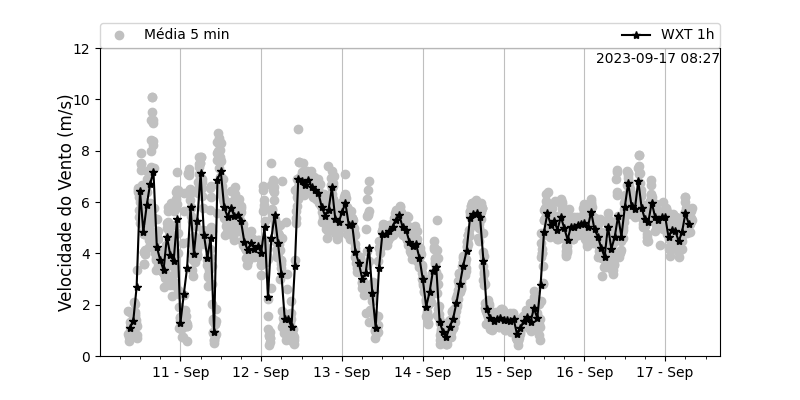 Média 5 min
WXT 1h
2023-09-17 08:27
Velocidade do Vento (m/s)
12
10
8
6
4
2
0
11 - Sep
12 - Sep
13 - Sep
14 - Sep
15 - Sep
16 - Sep
17 - Sep